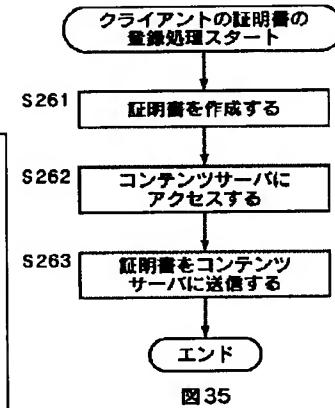 クライアントの証明書の
登録処理スタート
S261
証明書を作成する
S262
コンテンツサーバに
アクセスする
S263
証明書をコンテンツ
サーバに送信する
エンド
図35